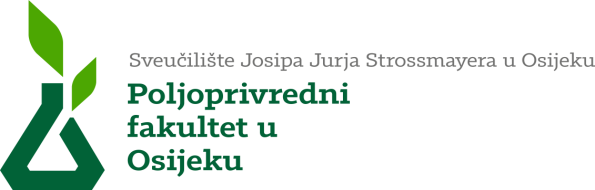 Sveučilište Josipa Jurja Strossmayera u Osijeku
Poljoprivredni
fakultet u
Osijeku